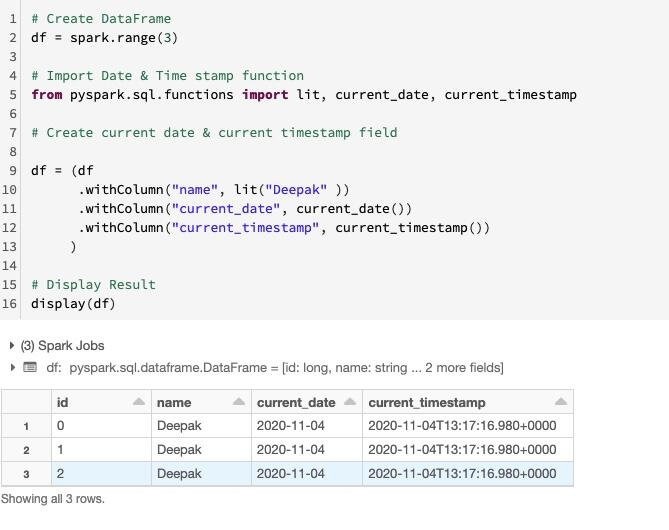 1 # Create DataFrame
2 df = spark.range(3)
3
4 # Import Date & Time stamp function
5 from pyspark.sql.functions import lit, current_date, current_timestamp
6
7 # Create current date & current timestamp field
8
9 df = (df
10 .withColumn("name", lit("Deepak" ))
11 .withColumn("current_date", current_date())
12 .withColumn("current_timestamp", current_timestamp())
13 )
14
15 # Display Result
16 display(df)
(3) Spark Jobs
df: pyspark.sql.dataframe.DataFrame = [id: long, name: string ... 2 more fields]
id name current_date current_timestamp
1 0 Deepak 2020-11-04 2020-11-04T13:17:16.980+0000
2 1 Deepak 2020-11-04 2020-11-04T13:17:16.980+0000
3 2 Deepak 2020-11-04 2020-11-04T13:17:16.980+0000
Showing all 3 rows.